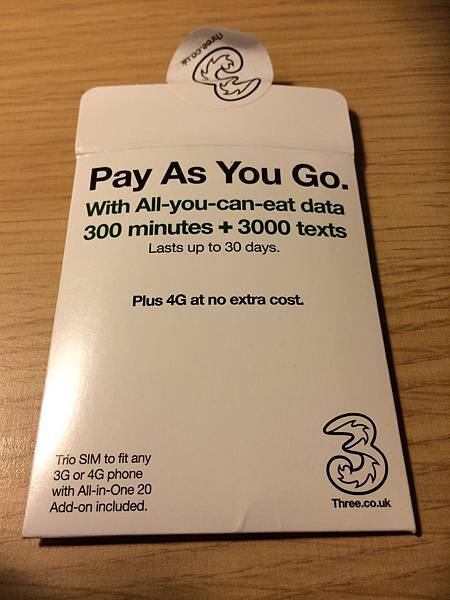 Three.co.uk
Pay As You Go.
With All-you-can-eat data
300 minutes + 3000 texts
Lasts up to 30 days.
Plus 4G at no extra cost.
Trio SIM to fit any
3G or 4G phone
with All-in-One 20
Add-on included.
3
Three.co.uk